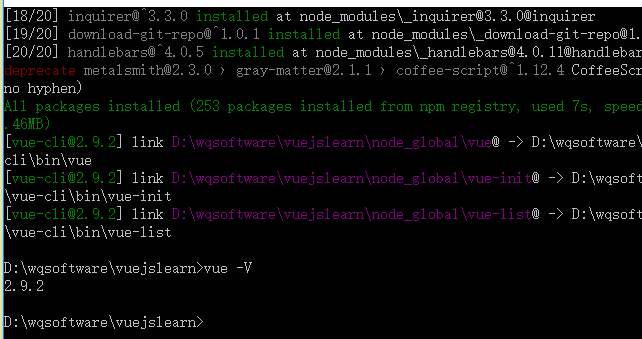 [18/20] inquirer@^3.3.0 installed at node_modules\_inquirer@3.3.0@inquirer
[19/20] download-git-repo@^1.0.1 installed at node_modules\_download-git-repo@1.
[20/20] handlebars@^4.0.5 installed at node_modules\_handlebars@4.0.11@handlebar
deprecate metalsmith@2.3.0 › gray-matter@2.1.1 › coffee-script@^1.12.4 CoffeeScr
no hyphen)
All packages installed (253 packages installed from npm registry, used 7s, speed
.46MB)
[vue-cli@2.9.2] link D:\wqsoftware\vuejslearn\node_global\vue@ -> D:\wqsoftware\
cli\bin\vue
[vue-cli@2.9.2] link D:\wqsoftware\vuejslearn\node_global\vue-init@ -> D:\wqsoft
\vue-cli\bin\vue-init
[vue-cli@2.9.2] link D:\wqsoftware\vuejslearn\node_global\vue-list@ -> D:\wqsoft
\vue-cli\bin\vue-list
D:\wqsoftware\vuejslearn>vue -V
2.9.2
D:\wqsoftware\vuejslearn>